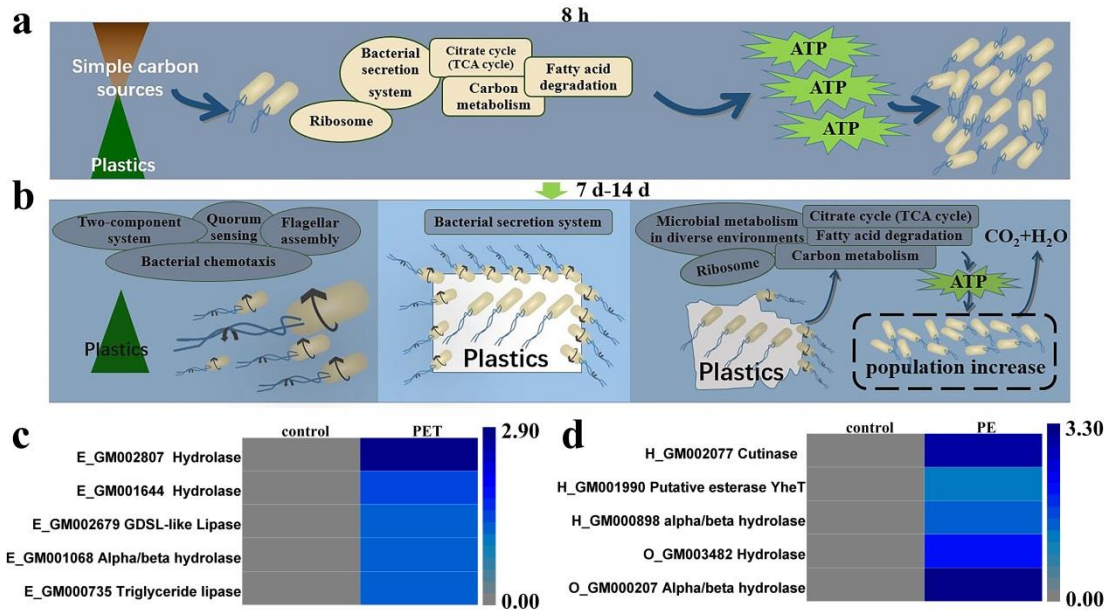 a
8 h
Simple carbon
sources
Plastics
Bacterial
secretion
system
Citrate cycle
(TCA cycle)
Fatty acid
degradation
Carbon
metabolism
Ribosome
ATP
ATP
ATP
7 d-14 d
b
Two-component
system
Quorum
sensing
Flagellar
assembly
Bacterial chemotaxis
Plastics
Bacterial secretion system
Plastics
Microbial metabolism
in diverse environments
Citrate cycle (TCA cycle)
Fatty acid degradation
Carbon metabolism
Ribosome
CO₂+H₂O
ATP
Plastics
population increase
c
control
PET
2.90
E_GM002807 Hydrolase
E_GM001644 Hydrolase
E_GM002679 GDSL-like Lipase
E_GM001068 Alpha/beta hydrolase
E_GM000735 Triglyceride lipase
0.00
d
control
PE
3.30
H_GM002077 Cutinase
H_GM001990 Putative esterase YheT
H_GM000898 alpha/beta hydrolase
O_GM003482 Hydrolase
O_GM000207 Alpha/beta hydrolase
0.00